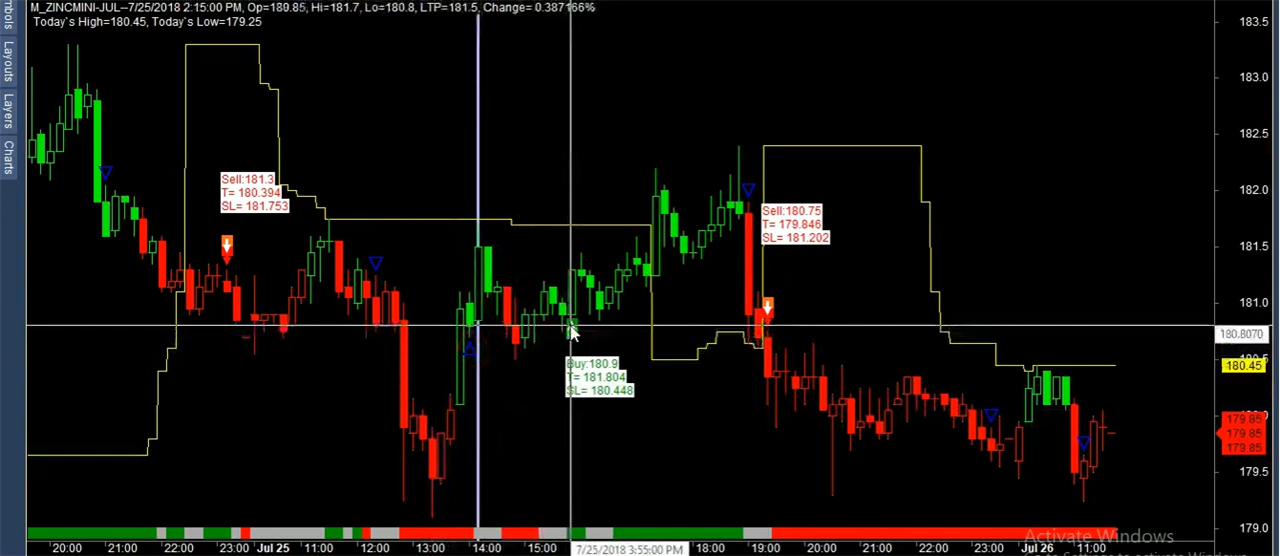 M_ZINCMINI-JUL--7/25/2018 2:15:00 PM, Op=180.85, Hi=181.7, Lo=180.8, LTP=181.5, Change= 0.387166%
Today`s High=180.45, Today`s Low=179.25
Layouts
Layers
Charts
183.5
183.0
182.5
182.0
181.5
181.0
180.8070
180.45
179.85
179.85
179.85
179.5
179.0
Sell:181.3
T= 180.394
SL= 181.753
Buy:180.9
T= 181.804
SL= 180.448
Sell:180.75
T= 179.846
SL= 181.202
20:00 21:00 22:00 23:00 Jul 25 11:00 12:00 13:00 14:00 15:00 7/25/2018 3:55:00 PM 18:00 19:00 20:00 21:00 22:00 23:00 Jul 26 11:00
Activate Windows